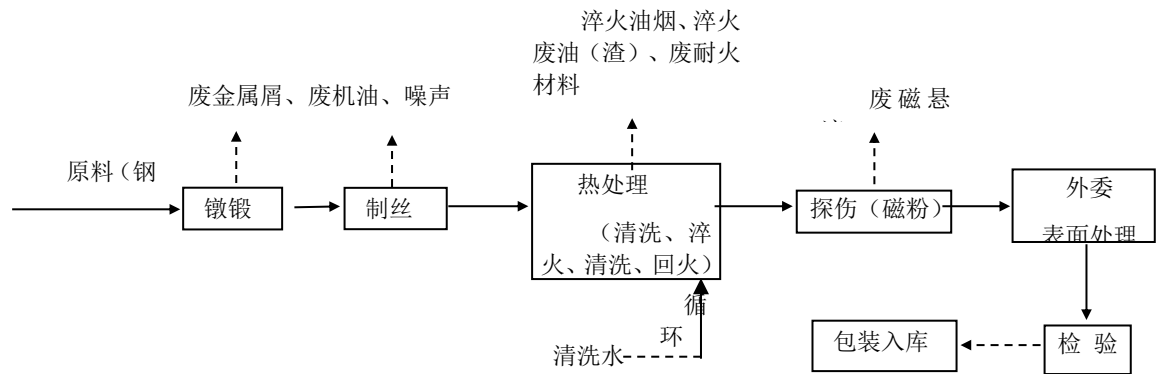 淬火油烟、淬火
废油（渣）、废耐火
材料
废金属屑、废机油、噪声
废磁悬
原料（钢
镦锻
制丝
热处理
（清洗、淬
火、清洗、回火）
探伤（磁粉）
外委
表面处理
循
环
清洗水
包装入库
检 验